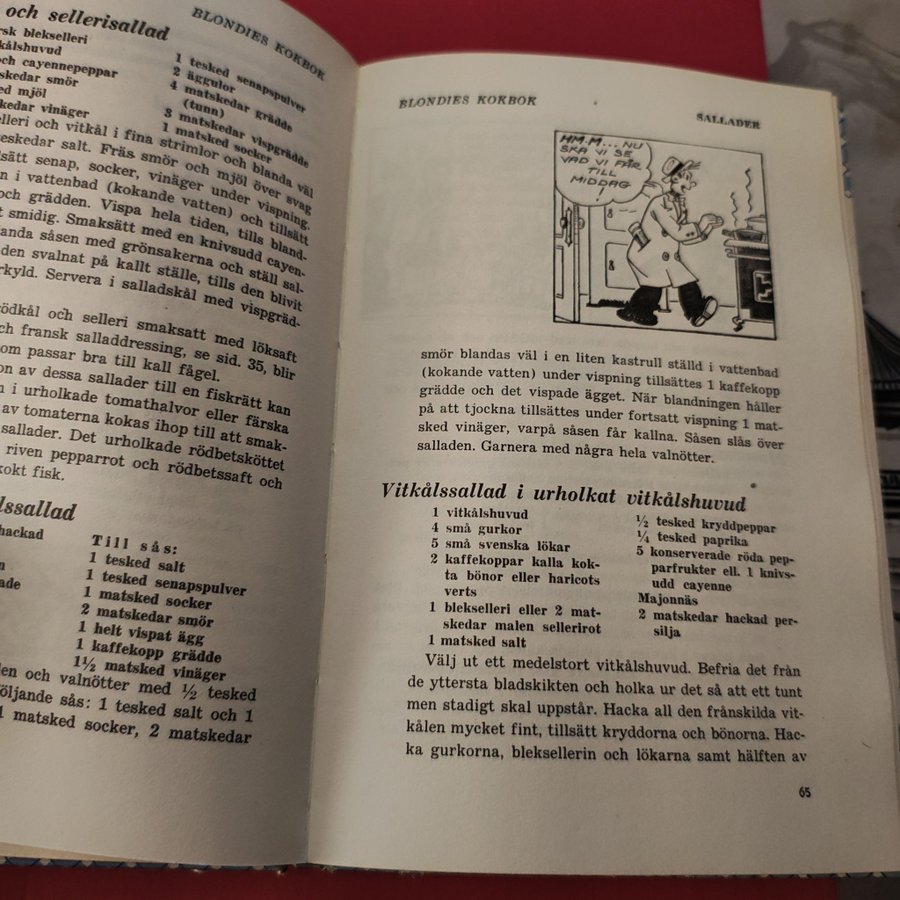 och sellerisallad
BLONDIES KOKBOK
rsk blekselleri
kålshuvud
och cayennepeppar
atskedar smör
ed mjöl
skedar vinäger
1 tesked senapspulver
2 äggulor
4 matskedar grädde
(tunn)
3 matskedar vispgrädde
1 matsked socker
elleri och vitkål i fina strimlor och blanda väl
teskedar salt. Fräs smör och mjöl över svag
lsätt senap, socker, vinäger under vispning.
n i vattenbad (kokande vatten) och tillsätt
och grädden. Vispa hela tiden, tills bland-
t smidig. Smaksätt med en knivsudd cayen-
anda såsen med grönsakerna och ställ sal-
den svalnat på kallt ställe, tills den blivit
rkyld. Servera i salladskål med vispgräd-
ödkål och selleri smaksatt med löksaft
ch fransk salladdressing, se sid. 35, blir
om passar bra till kall fågel.
on av dessa sallader till en fiskrätt kan
n i urholkade tomathalvor eller färska
av tomaterna kokas ihop till att smak-
sallader. Det urholkade rödbetsköttet
riven pepparrot och rödbetssaft och
kokt fisk.
lssallad
hackad
n
ade
Till sås:
1 tesked salt
1 tesked senapspulver
1 matsked socker
2 matskedar smör
1 helt vispat ägg
1 kaffekopp grädde
1½ matsked vinäger
len och valnötter med ½ tesked
öljande sås: 1 tesked salt och 1
1 matsked socker, 2 matskedar
BLONDIES KOKBOK
SALLADER
HM.M... NU
SKA VI SE
VAD VI FÅR
TILL
MIDDAG!
smör blandas väl i en liten kastrull ställd i vattenbad
(kokande vatten) under vispning tillsättes 1 kaffekopp
grädde och det vispade ägget. När blandningen håller
på att tjockna tillsättes under fortsatt vispning 1 mat-
sked vinäger, varpå såsen får kallna. Såsen slås över
salladen. Garnera med några hela valnötter.
Vitkålssallad i urholkat vitkålshuvud
1 vitkålshuvud
4 små gurkor
5 små svenska lökar
2 kaffekoppar kalla kok-
ta bönor eller haricots
verts
1 blekselleri eller 2 mat-
skedar malen sellerirot
1 matsked salt
½ tesked kryddpeppar
¼ tesked paprika
5 konserverade röda pep-
parfrukter ell. 1 knivs-
udd cayenne
Majonnäs
2 matskedar hackad per-
silja
Välj ut ett medelstort vitkålshuvud. Befria det från
de yttersta bladskikten och holka ur det så att ett tunt
men stadigt skal uppstår. Hacka all den frånskilda vit-
kålen mycket fint, tillsätt kryddorna och bönorna. Hac-
ka gurkorna, bleksellerin och lökarna samt hälften av
65